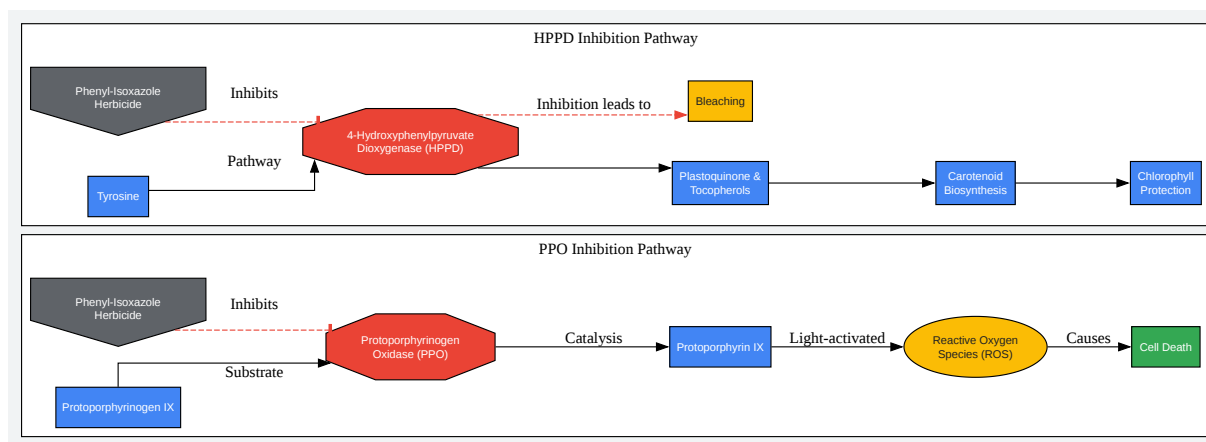 HPPD Inhibition Pathway
Phenyl-Isoxazole
Herbicide
Inhibits
Inhibition leads to
Bleaching
4-Hydroxyphenylpyruvate
Dioxygenase (HPPD)
Pathway
Tyrosine
Plastoquinone &
Tocopherols
Carotenoid
Biosynthesis
Chlorophyll
Protection
PPO Inhibition Pathway
Phenyl-Isoxazole
Herbicide
Inhibits
Protoporphyrinogen
Oxidase (PPO)
Catalysis
Protoporphyrin IX
Light-activated
Reactive Oxygen
Species (ROS)
Causes
Cell Death
Substrate
Protoporphyrinogen IX